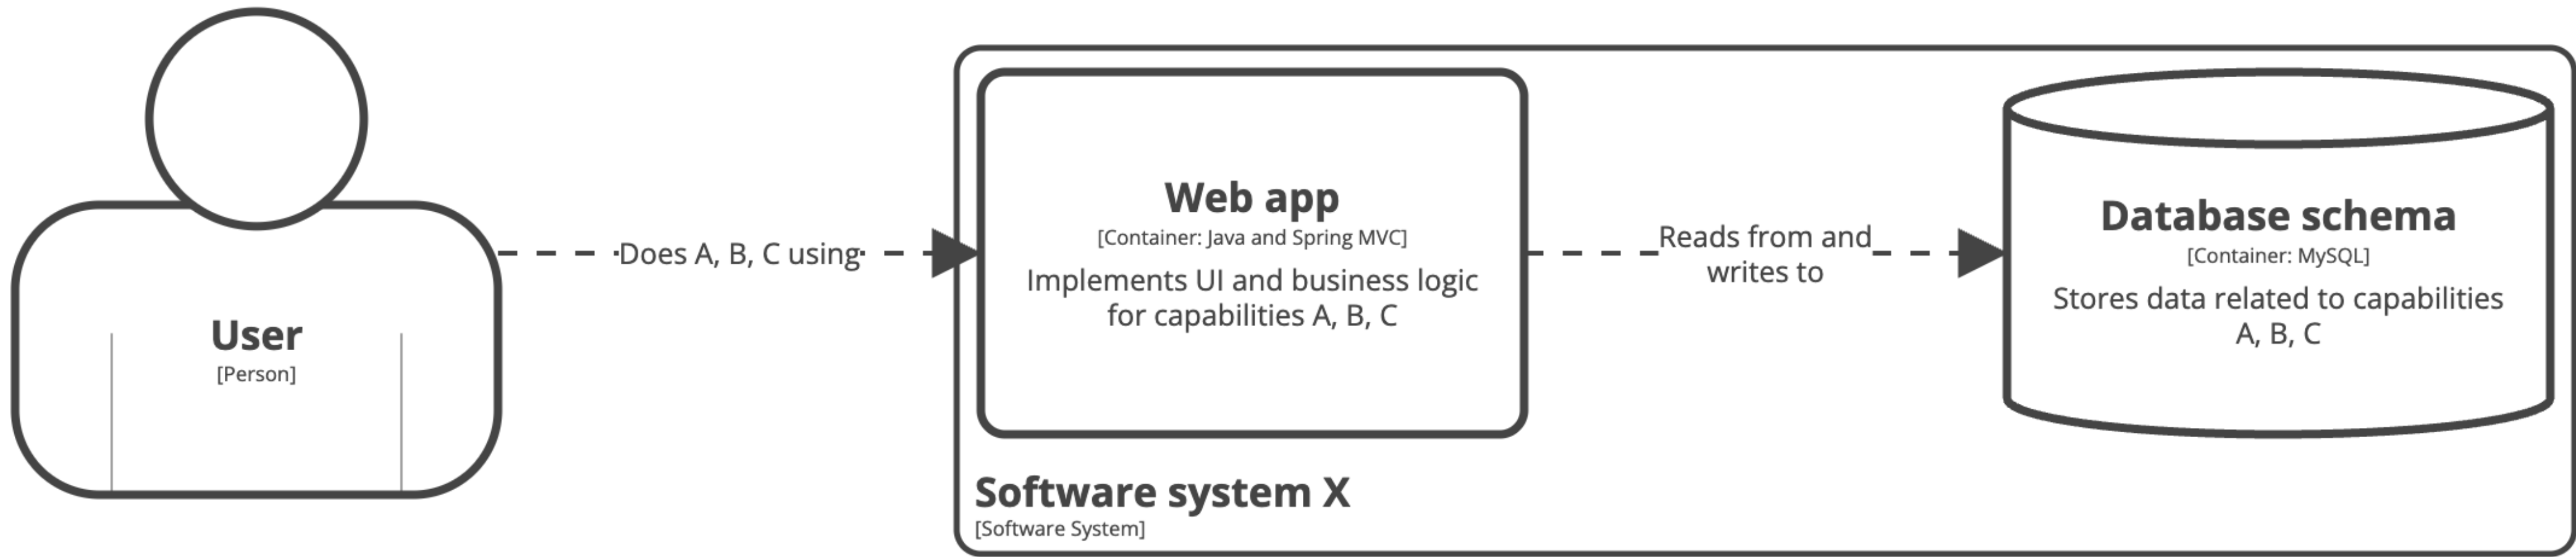 User
[Person]
Does A, B, C using
Web app
[Container: Java and Spring MVC]
Implements UI and business logic
for capabilities A, B, C
Reads from and
writes to
Database schema
[Container: MySQL]
Stores data related to capabilities
A, B, C
Software system X
[Software System]